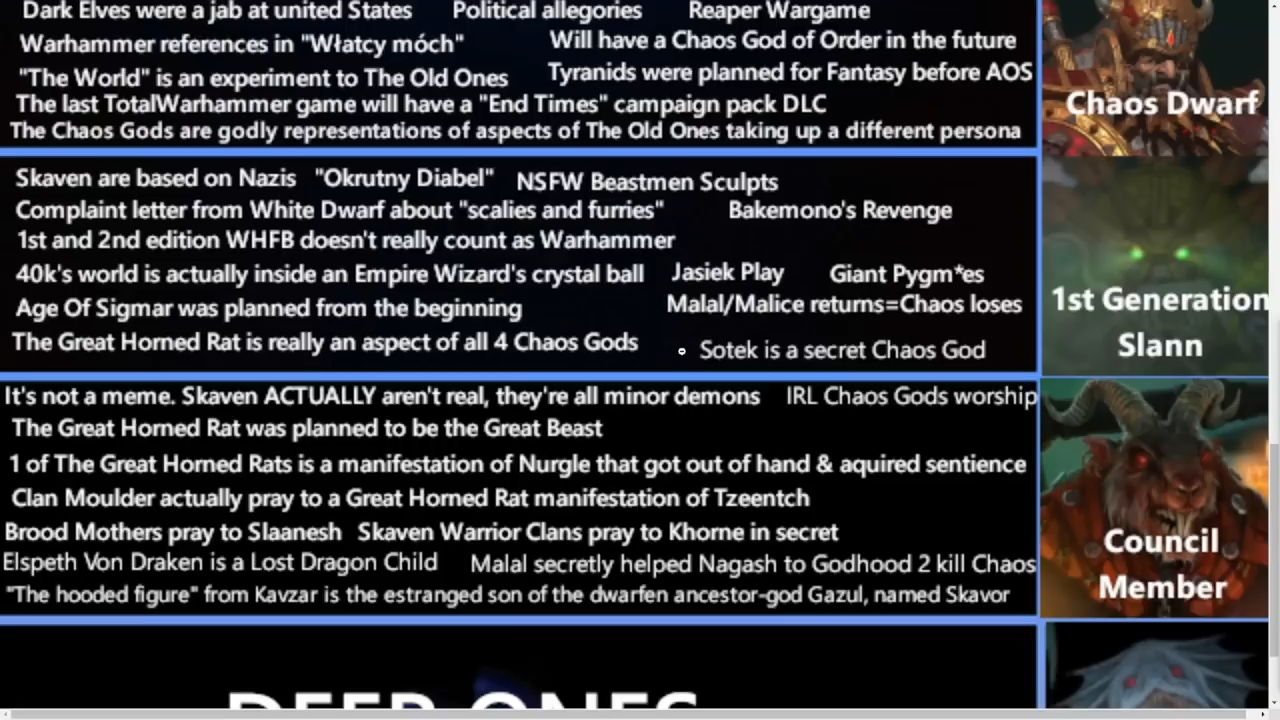 Dark Elves were a jab at united States Political allegories Reaper Wargame
Warhammer references in "Włatcy móch" Will have a Chaos God of Order in the future
"The World" is an experiment to The Old Ones Tyranids were planned for Fantasy before AOS
The last TotalWarhammer game will have a "End Times" campaign pack DLC
The Chaos Gods are godly representations of aspects of The Old Ones taking up a different persona
Chaos Dwarf
Skaven are based on Nazis "Okrutny Diabel" NSFW Beastmen Sculpts
Complaint letter from White Dwarf about "scalies and furries" Bakemono's Revenge
1st and 2nd edition WHFB doesn't really count as Warhammer
40k's world is actually inside an Empire Wizard's crystal ball Jasiek Play Giant Pygm*es
Age Of Sigmar was planned from the beginning Malal/Malice returns=Chaos loses
The Great Horned Rat is really an aspect of all 4 Chaos Gods
Sotek is a secret Chaos God
1st Generation
Slann
It's not a meme. Skaven ACTUALLY aren't real, they're all minor demons IRL Chaos Gods worship
The Great Horned Rat was planned to be the Great Beast
1 of The Great Horned Rats is a manifestation of Nurgle that got out of hand & aquired sentience
Clan Moulder actually pray to a Great Horned Rat manifestation of Tzeentch
Brood Mothers pray to Slaanesh Skaven Warrior Clans pray to Khorne in secret
Elspeth Von Draken is a Lost Dragon Child Malal secretly helped Nagash to Godhood 2 kill Chaos
"The hooded figure" from Kavzar is the estranged son of the dwarfen ancestor-god Gazul, named Skavor
Council
Member
DEEP ONES